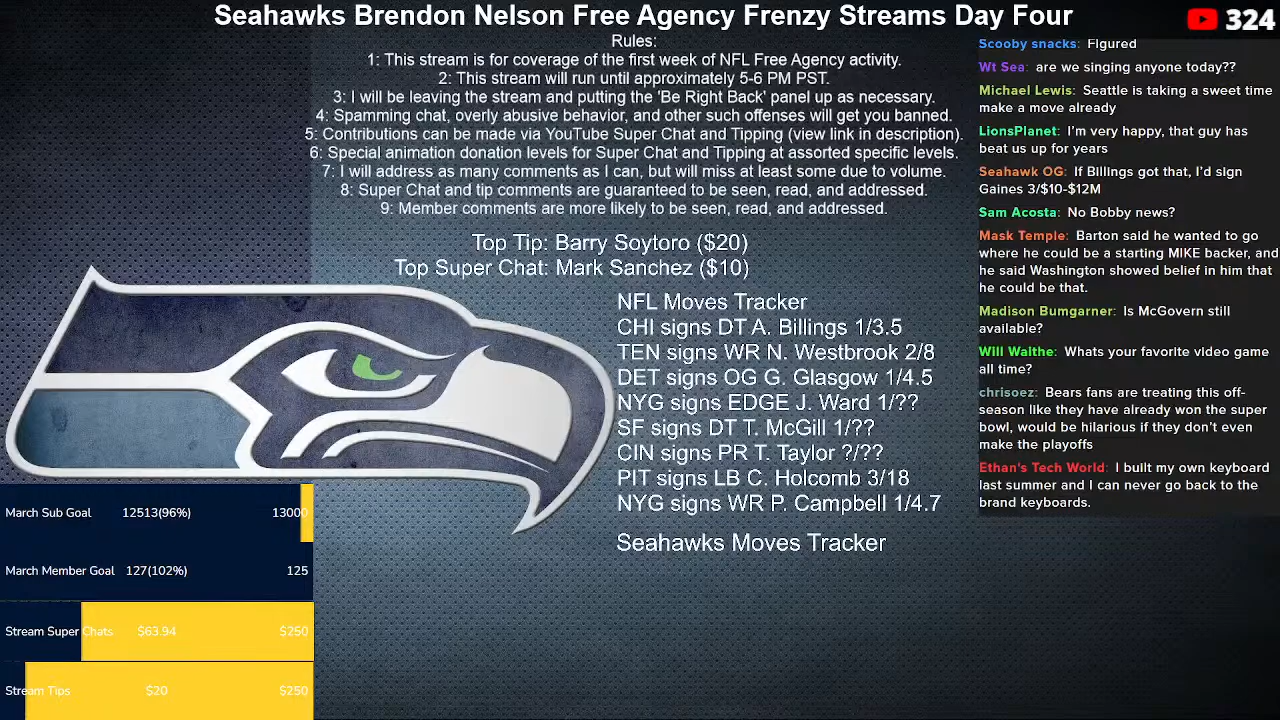 Seahawks Brendon Nelson Free Agency Frenzy Streams Day Four
324
Rules:
1: This stream is for coverage of the first week of NFL Free Agency activity.
2: This stream will run until approximately 5-6 PM PST.
3: I will be leaving the stream and putting the 'Be Right Back' panel up as necessary.
4: Spamming chat, overly abusive behavior, and other such offenses will get you banned.
5: Contributions can be made via YouTube Super Chat and Tipping (view link in description).
6: Special animation donation levels for Super Chat and Tipping at assorted specific levels.
7: I will address as many comments as I can, but will miss at least some due to volume.
8: Super Chat and tip comments are guaranteed to be seen, read, and addressed.
9: Member comments are more likely to be seen, read, and addressed.
Top Tip: Barry Soytoro ($20)
Top Super Chat: Mark Sanchez ($10)
NFL Moves Tracker
CHI signs DT A. Billings 1/3.5
TEN signs WR N. Westbrook 2/8
DET signs OG G. Glasgow 1/4.5
NYG signs EDGE J. Ward 1/??
SF signs DT T. McGill 1/??
CIN signs PR T. Taylor ?/??
PIT signs LB C. Holcomb 3/18
NYG signs WR P. Campbell 1/4.7
Seahawks Moves Tracker
March Sub Goal 12513(96%) 13000
March Member Goal 127(102%) 125
Stream Super Chats $63.94 $250
Stream Tips $20 $250
Scooby snacks: FIgured
Wt Sea: are we singing anyone today??
Michael Lewis: Seattle is taking a sweet time
make a move already
LionsPlanet: I'm very happy, that guy has
beat us up for years
Seahawk OG: If Billings got that, I'd sign
Gaines 3/$10-$12M
Sam Acosta: No Bobby news?
Mask Temple: Barton said he wanted to go
where he could be a starting MIKE backer, and
he said Washington showed belief in him that
he could be that.
Madison Bumgarner: Is McGovern still
available?
Will Walthe: Whats your favorite video game
all time?
chrisoez: Bears fans are treating this off-
season like they have already won the super
bowl, would be hilarious if they don't even
make the playoffs
Ethan's Tech World: I built my own keyboard
last summer and I can never go back to the
brand keyboards.